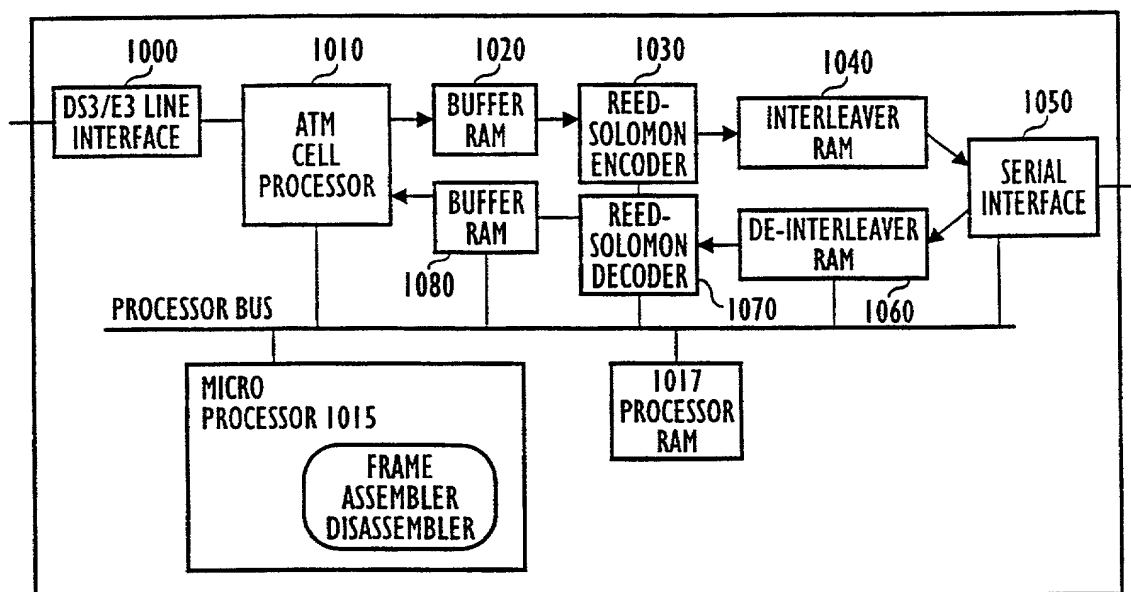 1000
DS3/E3 LINE
INTERFACE
1010
ATM
CELL
PROCESSOR
1020
BUFFER
RAM
1030
REED-
SOLOMON
ENCODER
1040
INTERLEAVER
RAM
1050
SERIAL
INTERFACE
BUFFER
RAM
1080
REED-
SOLOMON
DECODER
1070
DE-INTERLEAVER
RAM
1060
PROCESSOR BUS
MICRO
PROCESSOR 1015
FRAME
ASSEMBLER
DISASSEMBLER
1017
PROCESSOR
RAM